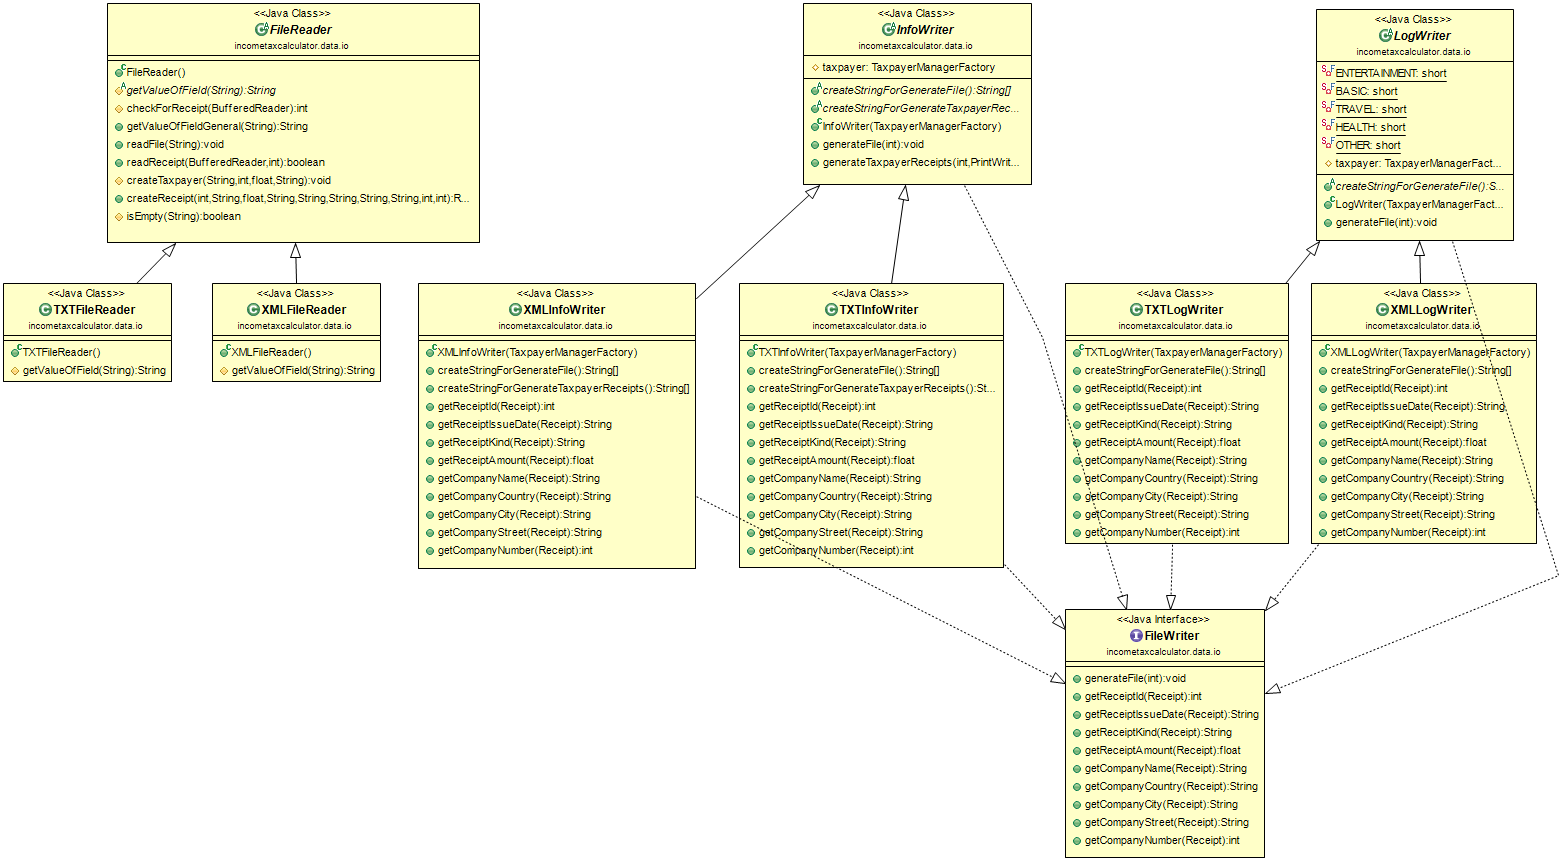 <<Java Class>>
FileReader
incometaxcalculator.data.io
FileReader()
getValueOfField(String):String
checkForReceipt(BufferedReader):int
getValueOfFieldGeneral(String):String
readFile(String):void
readReceipt(BufferedReader,int):boolean
createTaxpayer(String,int,float,String):void
createReceipt(int,String,float,String,String,String,String,int,int):R...
isEmpty(String):boolean
<<Java Class>>
InfoWriter
incometaxcalculator.data.io
taxpayer: TaxpayerManagerFactory
createStringForGenerateFile():String[]
createStringForGenerateTaxpayerRec...
InfoWriter(TaxpayerManagerFactory)
generateFile(int):void
generateTaxpayerReceipts(int,PrintWrit...
<<Java Class>>
LogWriter
incometaxcalculator.data.io
ENTERTAINMENT: short
BASIC: short
TRAVEL: short
HEALTH: short
OTHER: short
taxpayer: TaxpayerManagerFact...
createStringForGenerateFile():S...
LogWriter(TaxpayerManagerFact...
generateFile(int):void
<<Java Class>>
TXTFileReader
incometaxcalculator.data.io
TXTFileReader()
getValueOfField(String):String
<<Java Class>>
XMLFileReader
incometaxcalculator.data.io
XMLFileReader()
getValueOfField(String):String
<<Java Class>>
XMLInfoWriter
incometaxcalculator.data.io
XMLInfoWriter(TaxpayerManagerFactory)
createStringForGenerateFile():String[]
createStringForGenerateTaxpayerReceipts():String[]
getReceiptId(Receipt):int
getReceiptIssueDate(Receipt):String
getReceiptKind(Receipt):String
getReceiptAmount(Receipt):float
getCompanyName(Receipt):String
getCompanyCountry(Receipt):String
getCompanyCity(Receipt):String
getCompanyStreet(Receipt):String
getCompanyNumber(Receipt):int
<<Java Class>>
TXTInfoWriter
incometaxcalculator.data.io
TXTInfoWriter(TaxpayerManagerFactory)
createStringForGenerateFile():String[]
createStringForGenerateTaxpayerReceipts():St...
getReceiptId(Receipt):int
getReceiptIssueDate(Receipt):String
getReceiptKind(Receipt):String
getReceiptAmount(Receipt):float
getCompanyName(Receipt):String
getCompanyCountry(Receipt):String
getCompanyCity(Receipt):String
getCompanyStreet(Receipt):String
getCompanyNumber(Receipt):int
<<Java Class>>
TXTLogWriter
incometaxcalculator.data.io
TXTLogWriter(TaxpayerManagerFactory)
createStringForGenerateFile():String[]
getReceiptId(Receipt):int
getReceiptIssueDate(Receipt):String
getReceiptKind(Receipt):String
getReceiptAmount(Receipt):float
getCompanyName(Receipt):String
getCompanyCountry(Receipt):String
getCompanyCity(Receipt):String
getCompanyStreet(Receipt):String
getCompanyNumber(Receipt):int
<<Java Class>>
XMLLogWriter
incometaxcalculator.data.io
XMLLogWriter(TaxpayerManagerFactory)
createStringForGenerateFile():String[]
getReceiptId(Receipt):int
getReceiptIssueDate(Receipt):String
getReceiptKind(Receipt):String
getReceiptAmount(Receipt):float
getCompanyName(Receipt):String
getCompanyCountry(Receipt):String
getCompanyCity(Receipt):String
getCompanyStreet(Receipt):String
getCompanyNumber(Receipt):int
<<Java Interface>>
FileWriter
incometaxcalculator.data.io
generateFile(int):void
getReceiptId(Receipt):int
getReceiptIssueDate(Receipt):String
getReceiptKind(Receipt):String
getReceiptAmount(Receipt):float
getCompanyName(Receipt):String
getCompanyCountry(Receipt):String
getCompanyCity(Receipt):String
getCompanyStreet(Receipt):String
getCompanyNumber(Receipt):int